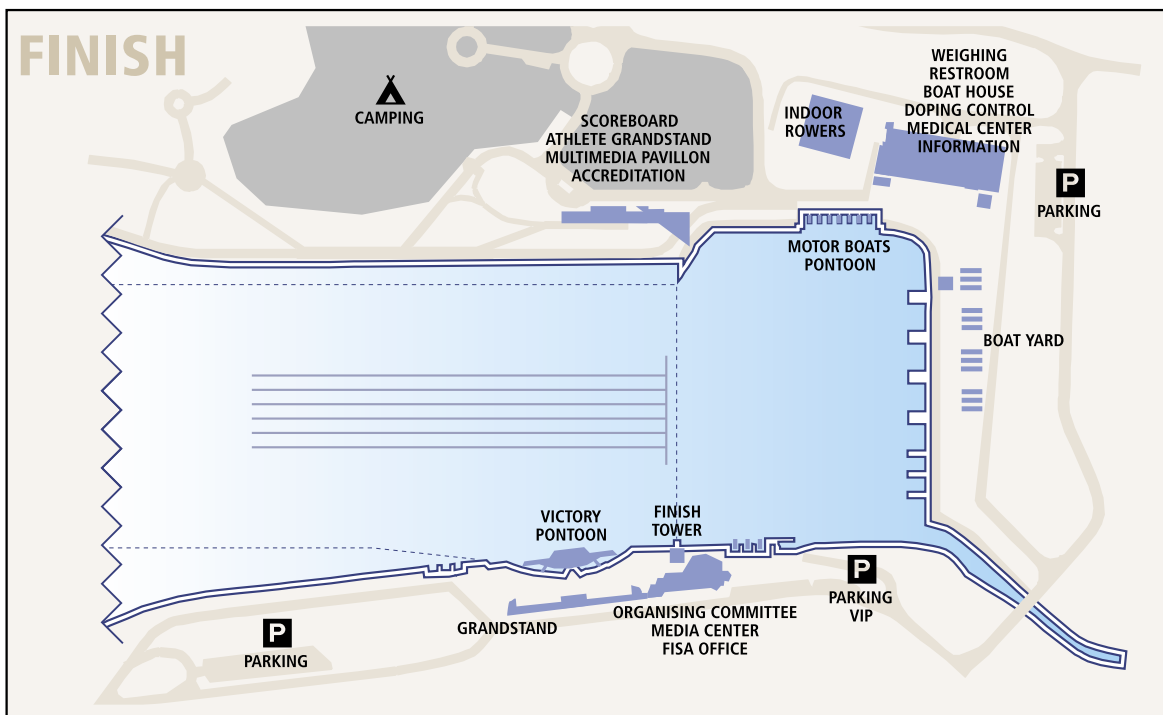 FINISH
CAMPING
SCOREBOARD
ATHLETE GRANDSTAND
MULTIMEDIA PAVILLON
ACCREDITATION
INDOOR
ROWERS
WEIGHING
RESTROOM
BOAT HOUSE
DOPING CONTROL
MEDICAL CENTER
INFORMATION
P
PARKING
MOTOR BOATS
PONTOON
BOAT YARD
VICTORY
PONTOON
FINISH
TOWER
GRANDSTAND
ORGANISING COMMITTEE
MEDIA CENTER
FISA OFFICE
P
PARKING
VIP
P
PARKING